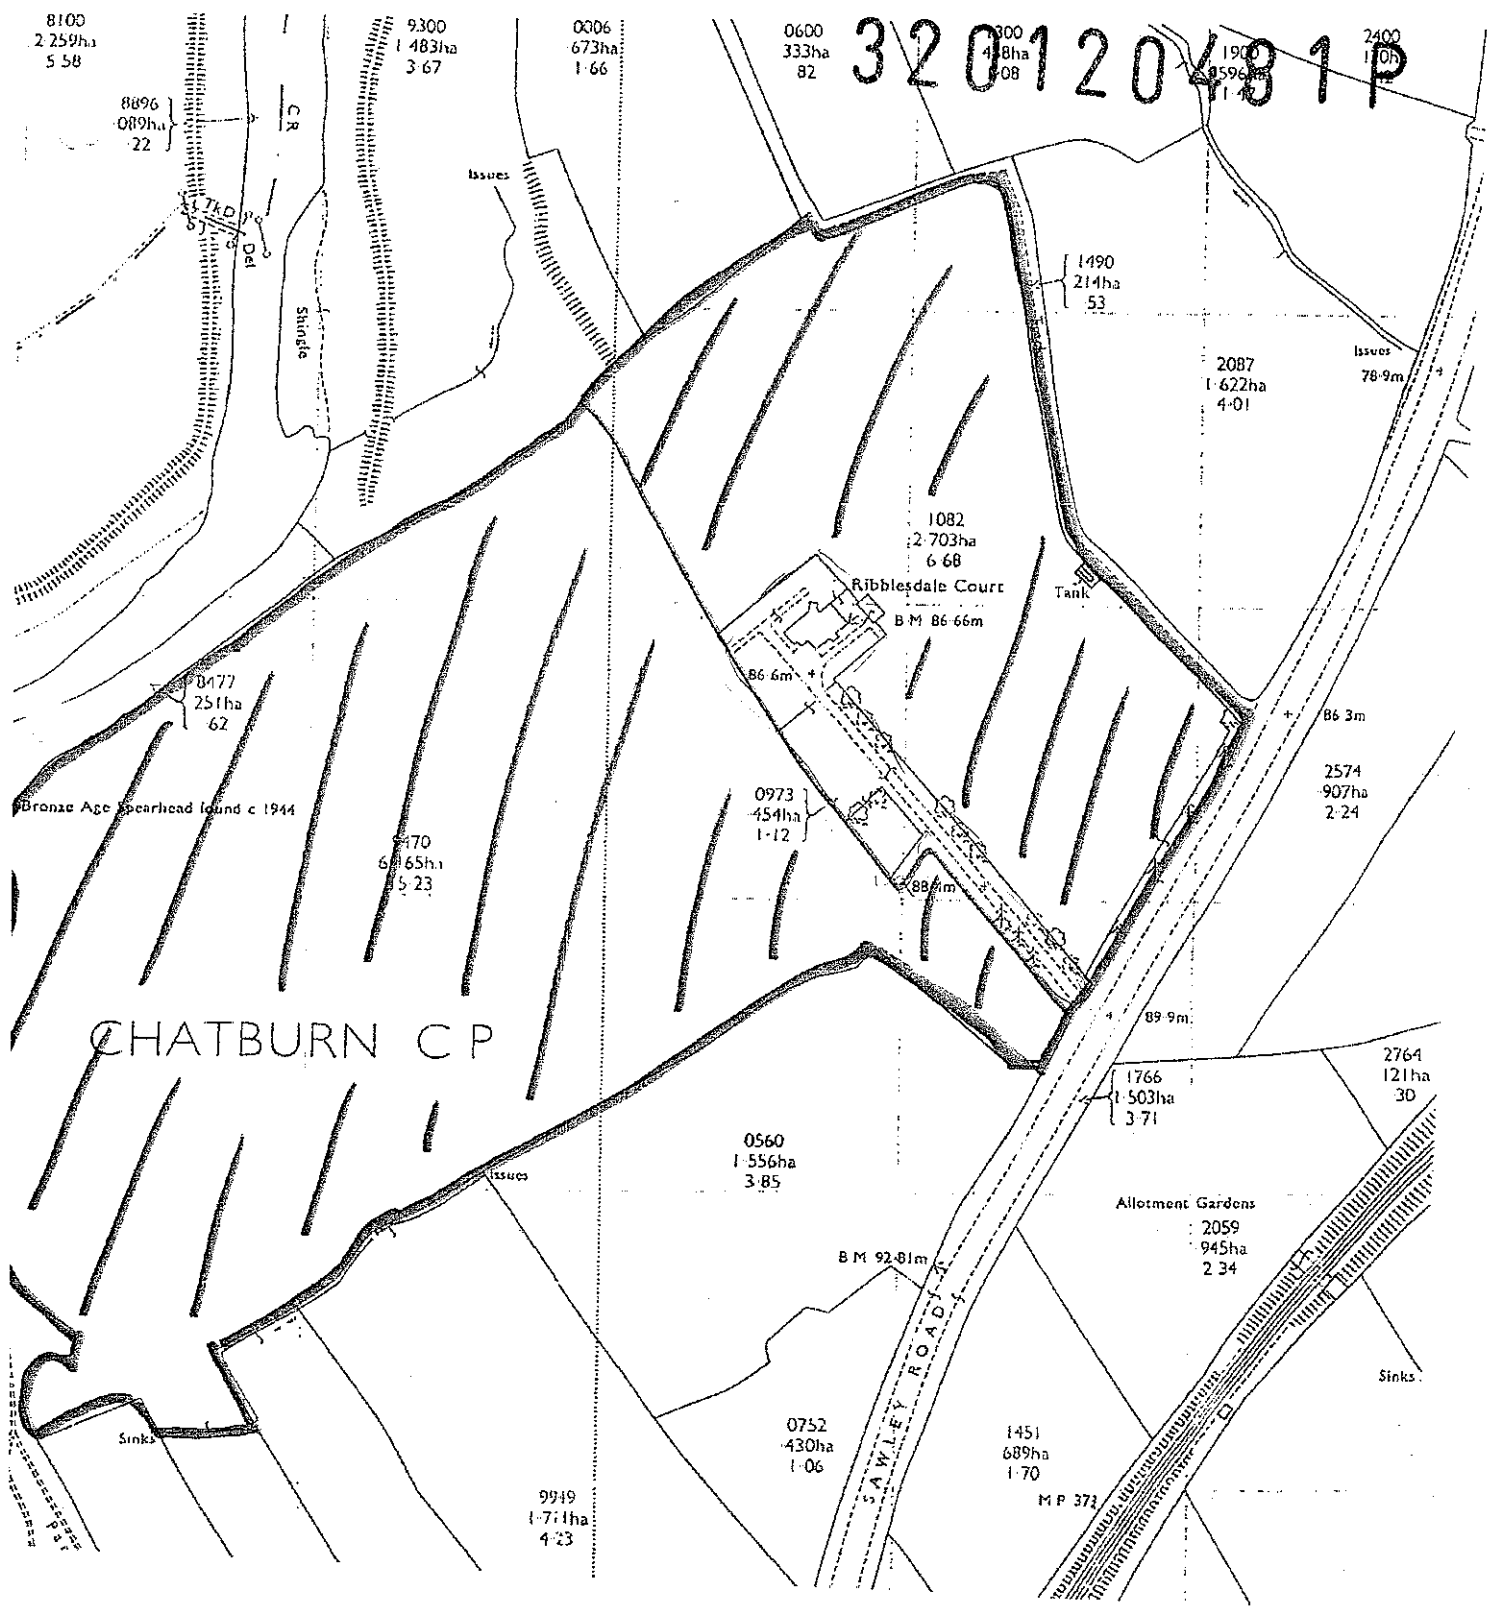 8100
2·259ha
5·58
9300
1·483ha
3·67
0006
·673ha
1·66
0600
333ha
82
320120481P
2400
8896
·089ha
·22
C R
Issues
TkD
Def
Shingle
1490
214ha
·53
2087
1·622ha
4·01
Issues
78·9m
1082
2·703ha
6·68
Ribblesdale Court
B M 86·66m
Tank
86·6m
86·3m
8477
251ha
·62
2574
·907ha
2·24
Bronze Age Spearhead found c 1944
0973
·454ha
1·12
CHATBURN C P
89·9m
2764
121ha
·30
1766
1·503ha
3·71
0560
1·556ha
3·85
Issues
Allotment Gardens
2059
·945ha
2·34
B M 92·81m
SAWLEY ROAD
Sinks
0752
·430ha
1·06
1451
689ha
1·70
Sinks
M P 37½
9949
1·711ha
4·23